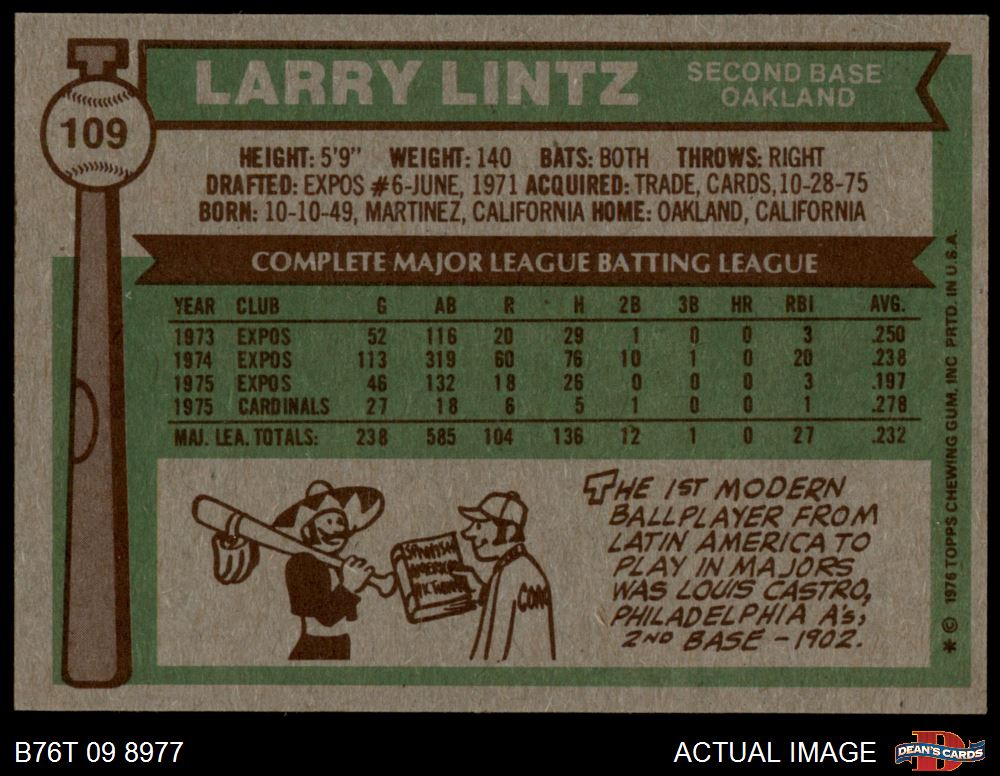 109
LARRY LINTZ
SECOND BASE
OAKLAND
HEIGHT: 5'9" WEIGHT: 140 BATS: BOTH THROWS: RIGHT
DRAFTED: EXPOS #6-JUNE, 1971 ACQUIRED: TRADE, CARDS, 10-28-75
BORN: 10-10-49, MARTINEZ, CALIFORNIA HOME: OAKLAND, CALIFORNIA
COMPLETE MAJOR LEAGUE BATTING LEAGUE
YEAR CLUB G AB R H 2B 3B HR RBI AVG.
1973 EXPOS 52 116 20 29 1 0 0 3 .250
1974 EXPOS 113 319 60 76 10 1 0 20 .238
1975 EXPOS 46 132 18 26 0 0 0 3 .197
1975 CARDINALS 27 18 6 5 1 0 0 1 .278
MAJ. LEA. TOTALS: 238 585 104 136 12 1 0 27 .232
SPANISH
AMERICAN
THE 1ST MODERN
BALLPLAYER FROM
LATIN AMERICA TO
PLAY IN MAJORS
WAS LOUIS CASTRO,
PHILADELPHIA A's,
2ND BASE - 1902.
* © 1976 TOPPS CHEWING GUM, INC PRTD. IN U.S.A.
B76T 09 8977
ACTUAL IMAGE
DEAN'S CARDS